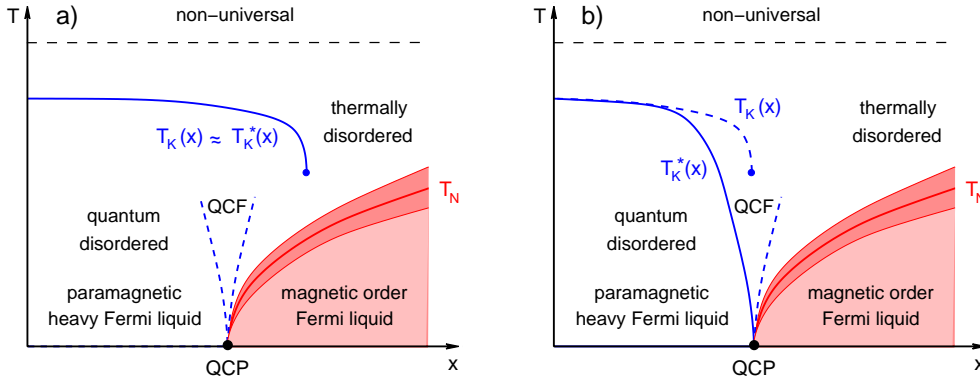 T
a)
non−universal
thermally
disordered
T_K(x) ≈ T_K^*(x)
QCF
T_N
quantum
disordered
paramagnetic
heavy Fermi liquid
magnetic order
Fermi liquid
QCP
x
T
b)
non−universal
T_K(x)
thermally
disordered
T_K^*(x)
QCF
T_N
quantum
disordered
paramagnetic
heavy Fermi liquid
magnetic order
Fermi liquid
QCP
x